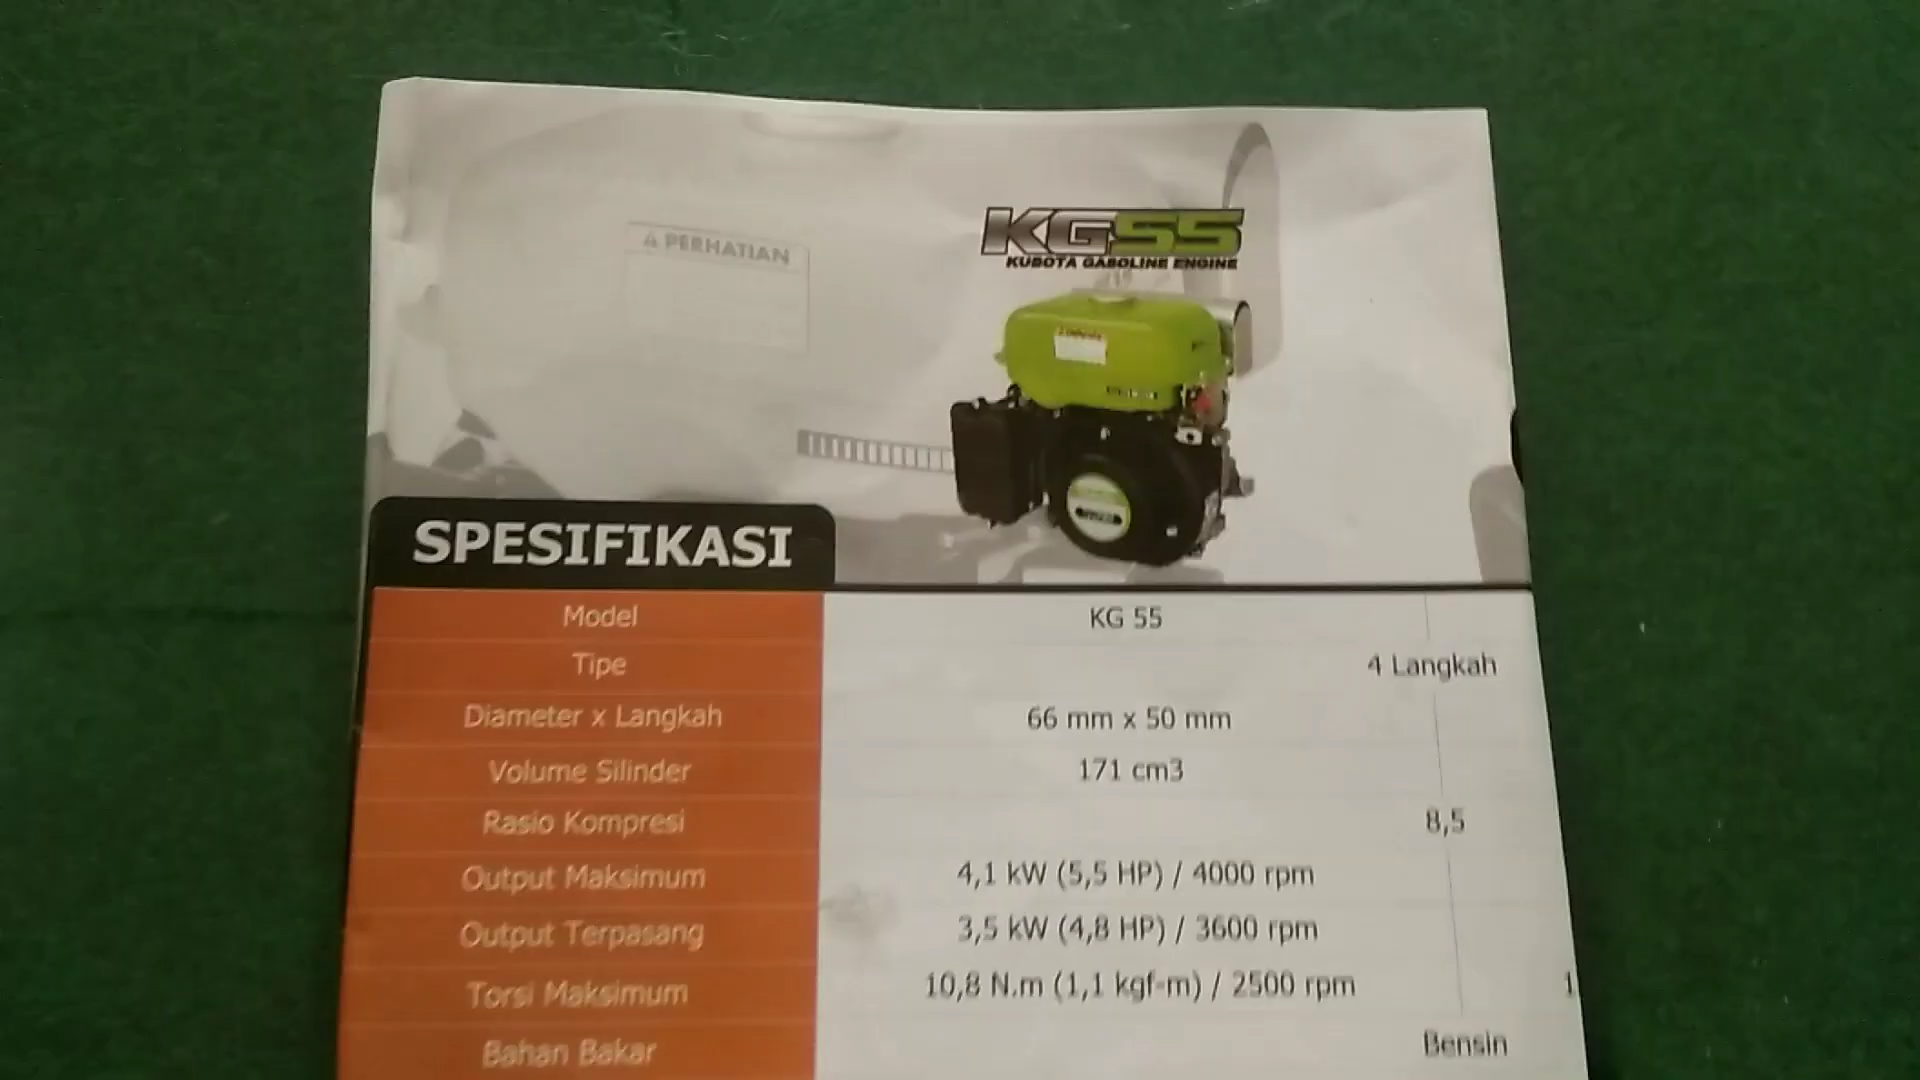 ⚠ PERHATIAN
KG55
KUBOTA GASOLINE ENGINE
SPESIFIKASI
Model KG 55
Tipe 4 Langkah
Diameter x Langkah 66 mm x 50 mm
Volume Silinder 171 cm3
Rasio Kompresi 8,5
Output Maksimum 4,1 kW (5,5 HP) / 4000 rpm
Output Terpasang 3,5 kW (4,8 HP) / 3600 rpm
Torsi Maksimum 10,8 N.m (1,1 kgf-m) / 2500 rpm 1
Bahan Bakar Bensin